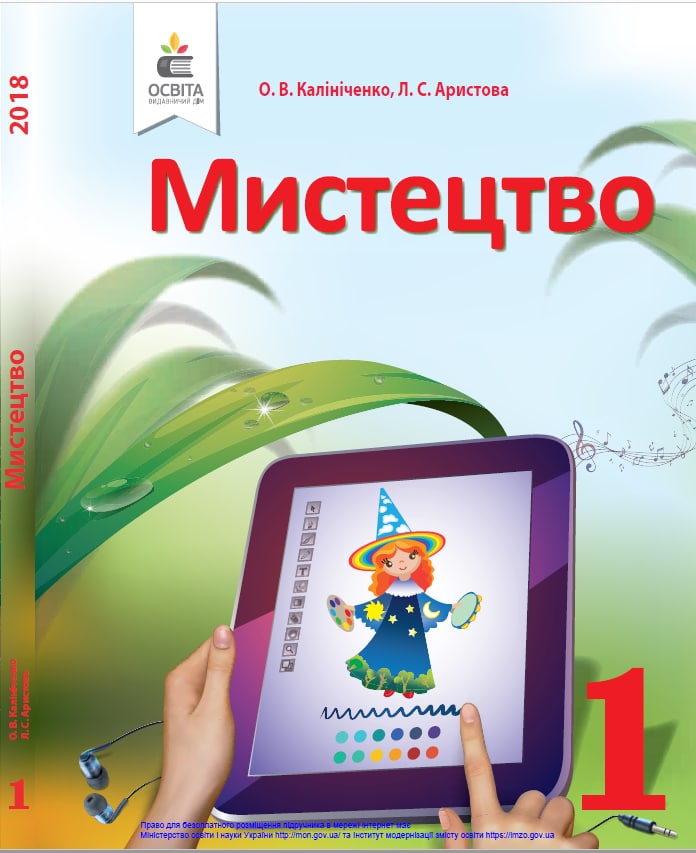 2018
Мистецтво
О. В. Калініченко
Л. С. Аристова
1
ОСВІТА
ВИДАВНИЧИЙ ДІМ
О. В. Калініченко, Л. С. Аристова
Мистецтво
T
1
Право для безоплатного розміщення підручника в мережі Інтернет має
Міністерство освіти і науки України http://mon.gov.ua/ та Інститут модернізації змісту освіти https://imzo.gov.ua